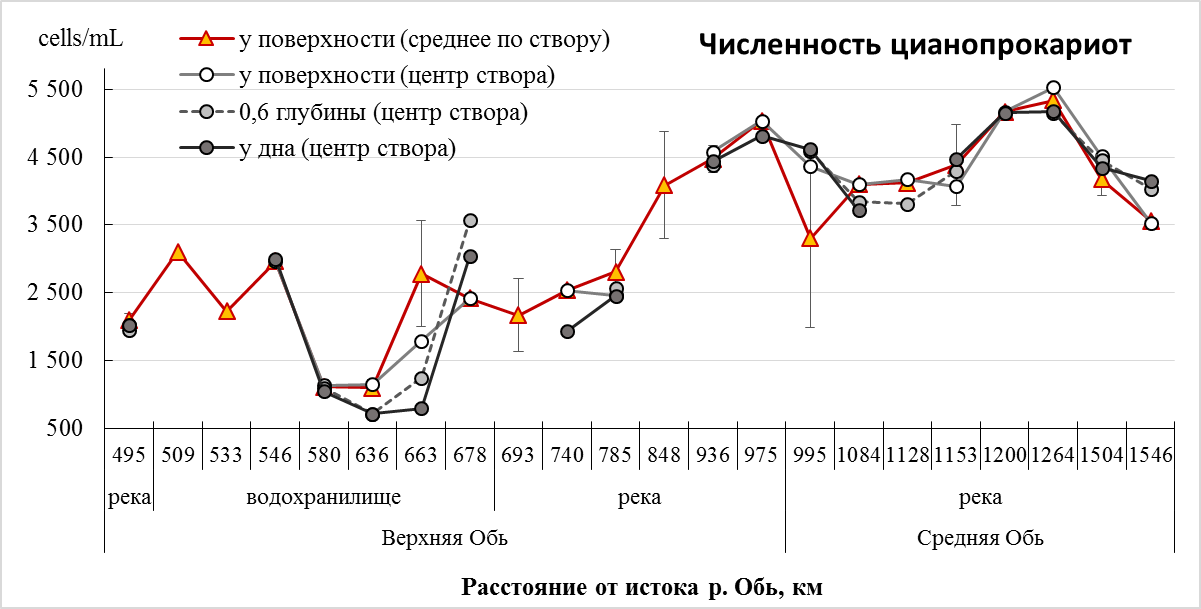 cells/mL
у поверхности (среднее по створу)
Численность цианопрокариот
у поверхности (центр створа)
0,6 глубины (центр створа)
у дна (центр створа)
5 500
4 500
3 500
2 500
1 500
500
495 509 533 546 580 636 663 678 693 740 785 848 936 975 995 1084 1128 1153 1200 1264 1504 1546
река водохранилище река река
Верхняя Обь Средняя Обь
Расстояние от истока р. Обь, км